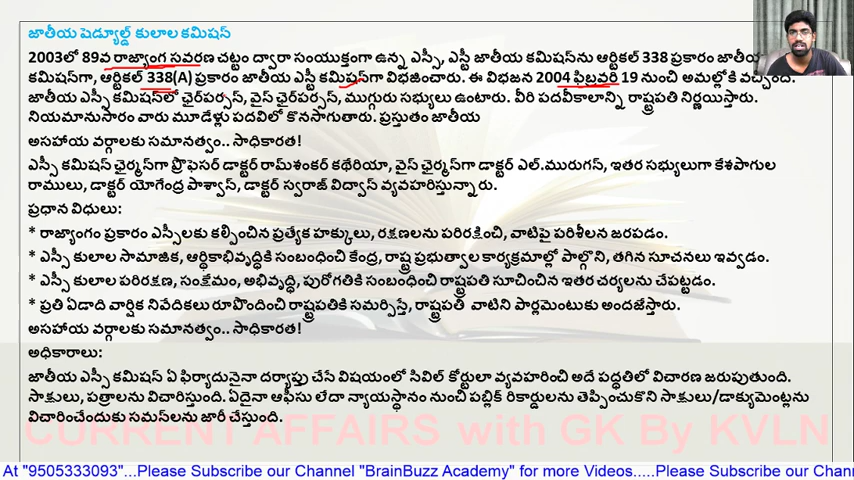 జాతీయ షెడ్యూల్డ్ కులాల కమిషన్
2003లో 89వ రాజ్యాంగ సవరణ చట్టం ద్వారా సంయుక్తంగా ఉన్న ఎస్సీ, ఎస్టీ జాతీయ కమిషన్‌ను ఆర్టికల్ 338 ప్రకారం జాతీయ
కమిషన్‌గా, ఆర్టికల్ 338(A) ప్రకారం జాతీయ ఎస్టీ కమిషన్‌గా విభజించారు. ఈ విభజన 2004 ఫిబ్రవరి 19 నుంచి అమల్లోకి వచ్చింది.
జాతీయ ఎస్సీ కమిషన్‌లో ఛైర్‌పర్సన్, వైస్ ఛైర్‌పర్సన్, ముగ్గురు సభ్యులు ఉంటారు. వీరి పదవీకాలాన్ని రాష్ట్రపతి నిర్ణయిస్తారు.
నియమానుసారం వారు మూడేళ్లు పదవిలో కొనసాగుతారు. ప్రస్తుతం జాతీయ
అసహాయ వర్గాలకు సమానత్వం.. సాధికారత!
ఎస్సీ కమిషన్ ఛైర్మన్‌గా ప్రొఫెసర్ డాక్టర్ రామ్‌శంకర్ కథేరియా, వైస్ ఛైర్మన్‌గా డాక్టర్ ఎల్.మురుగన్, ఇతర సభ్యులుగా కేశపాగుల
రాములు, డాక్టర్ యోగేంద్ర పాశ్వాన్, డాక్టర్ స్వరాజ్ విద్వాన్ వ్యవహరిస్తున్నారు.
ప్రధాన విధులు:
* రాజ్యాంగం ప్రకారం ఎస్సీలకు కల్పించిన ప్రత్యేక హక్కులు, రక్షణలను పరిరక్షించి, వాటిపై పరిశీలన జరపడం.
* ఎస్సీ కులాల సామాజిక, ఆర్థికాభివృద్ధికి సంబంధించి కేంద్ర, రాష్ట్ర ప్రభుత్వాల కార్యక్రమాల్లో పాల్గొని, తగిన సూచనలు ఇవ్వడం.
* ఎస్సీ కులాల పరిరక్షణ, సంక్షేమం, అభివృద్ధి, పురోగతికి సంబంధించి రాష్ట్రపతి సూచించిన ఇతర చర్యలను చేపట్టడం.
* ప్రతి ఏడాది వార్షిక నివేదికలు రూపొందించి రాష్ట్రపతికి సమర్పిస్తే, రాష్ట్రపతి వాటిని పార్లమెంటుకు అందజేస్తారు.
అసహాయ వర్గాలకు సమానత్వం.. సాధికారత!
అధికారాలు:
జాతీయ ఎస్సీ కమిషన్ ఏ ఫిర్యాదునైనా దర్యాప్తు చేసే విషయంలో సివిల్ కోర్టులా వ్యవహరించి అదే పద్ధతిలో విచారణ జరుపుతుంది.
సాక్షులు, పత్రాలను విచారిస్తుంది. ఏదైనా ఆఫీసు లేదా న్యాయస్థానం నుంచి పబ్లిక్ రికార్డులను తెప్పించుకొని సాక్షులు/డాక్యుమెంట్లను
విచారించేందుకు సమన్‌లను జారీ చేస్తుంది.
CURRENT AFFAIRS with GK By KVLN
At "9505333093"...Please Subscribe our Channel "BrainBuzz Academy" for more Videos.....Please Subscribe our Chan